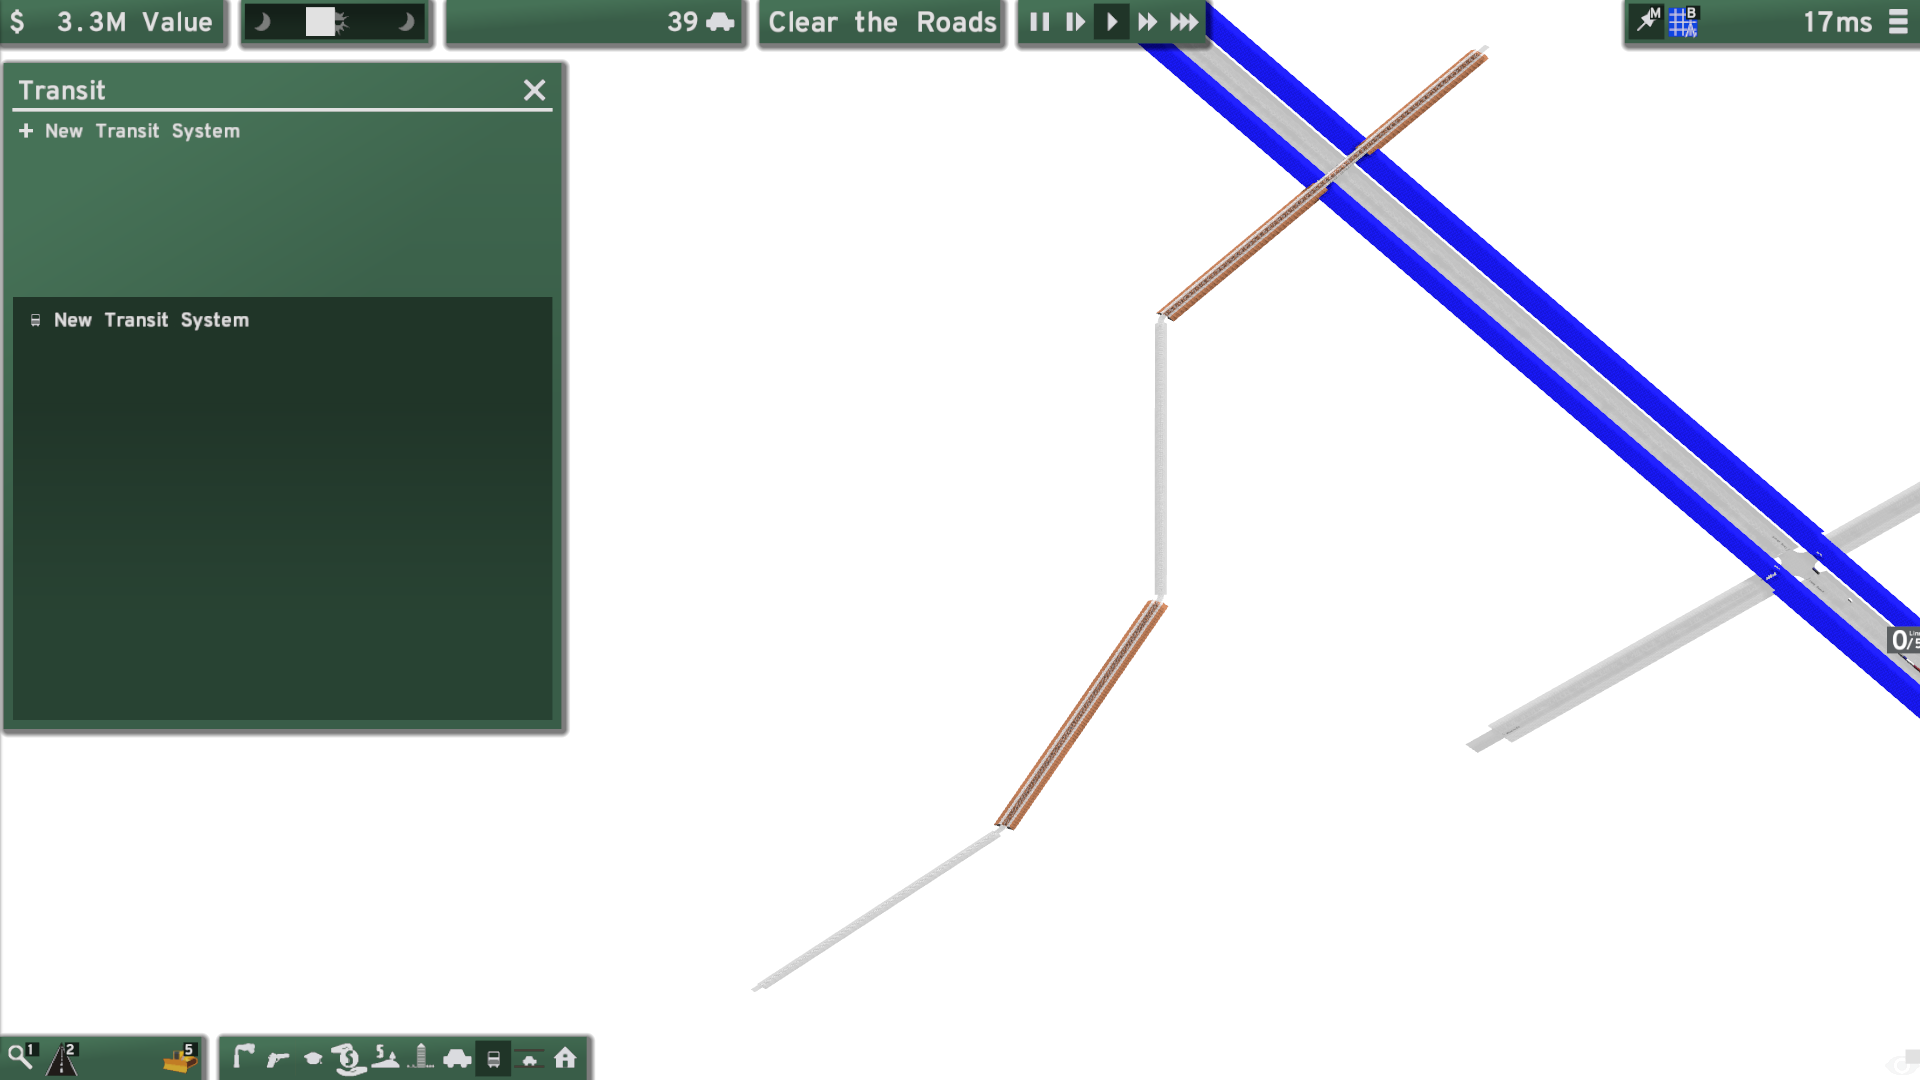 $ 3.3M Value
39
Clear the Roads
M
B
17ms
Transit
+ New Transit System
New Transit System
0/5
1
2
5